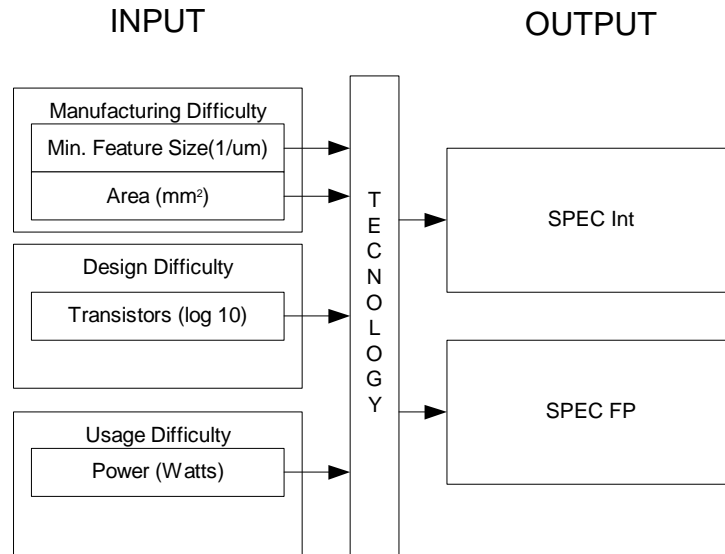 INPUT
OUTPUT
Manufacturing Difficulty
Min. Feature Size(1/um)
Area (mm²)
Design Difficulty
Transistors (log 10)
Usage Difficulty
Power (Watts)
TECNOLOGY
SPEC Int
SPEC FP